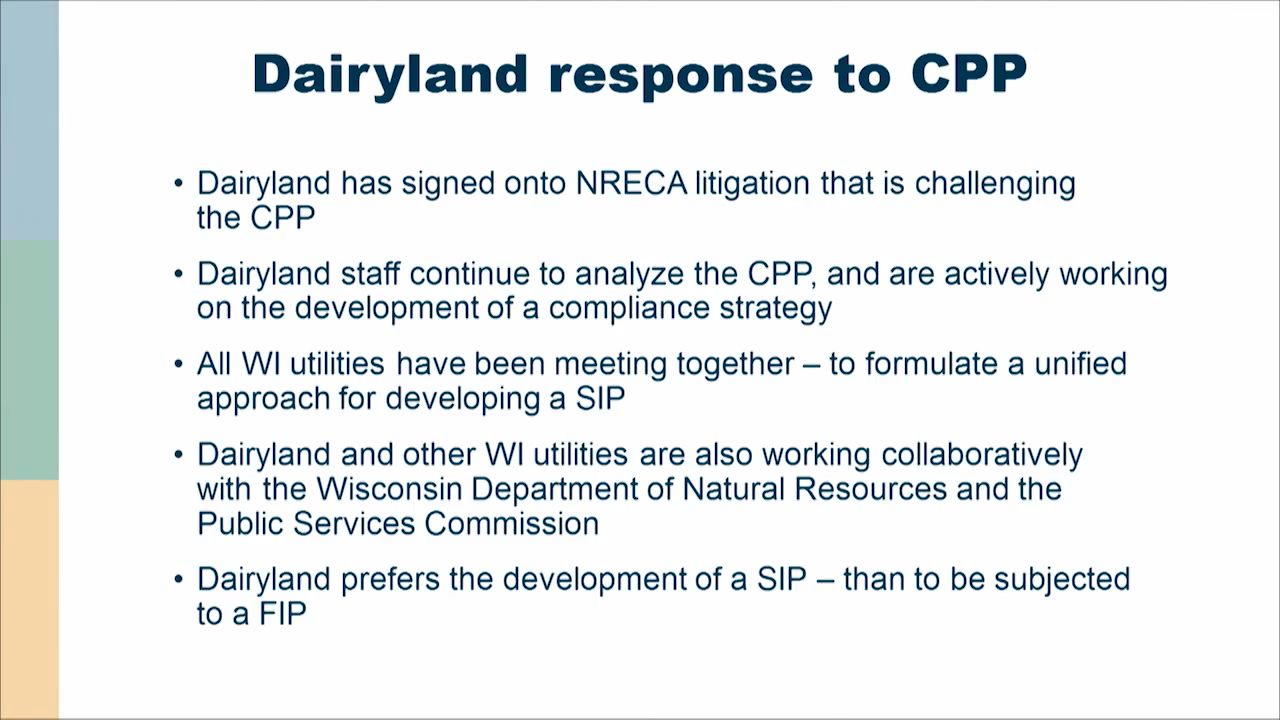 Dairyland response to CPP
• Dairyland has signed onto NRECA litigation that is challenging
the CPP
• Dairyland staff continue to analyze the CPP, and are actively working
on the development of a compliance strategy
• All WI utilities have been meeting together – to formulate a unified
approach for developing a SIP
• Dairyland and other WI utilities are also working collaboratively
with the Wisconsin Department of Natural Resources and the
Public Services Commission
• Dairyland prefers the development of a SIP – than to be subjected
to a FIP